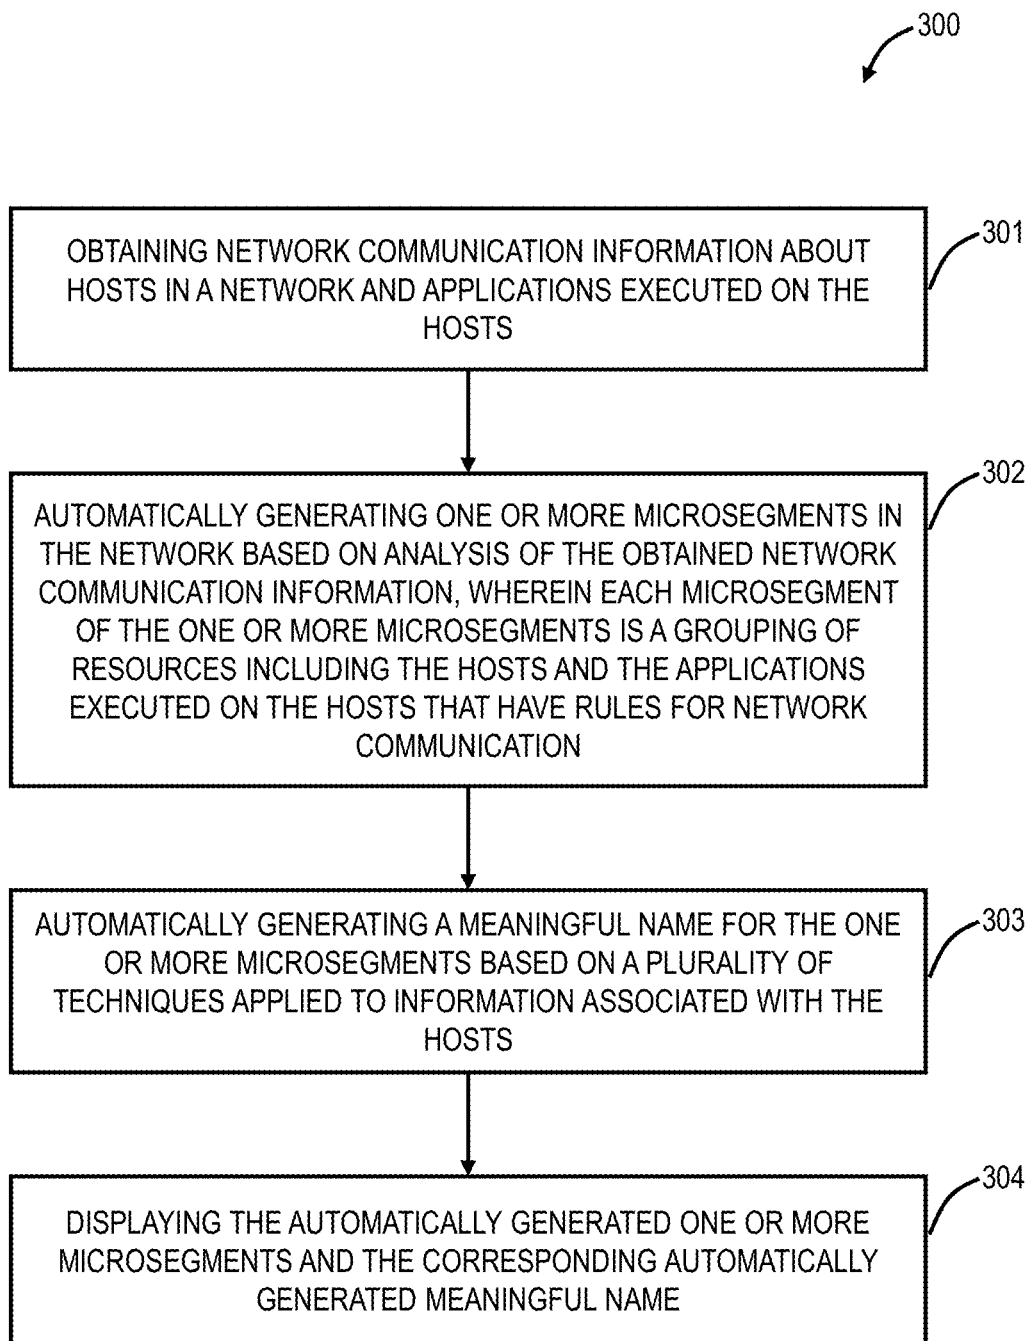 300
OBTAINING NETWORK COMMUNICATION INFORMATION ABOUT
HOSTS IN A NETWORK AND APPLICATIONS EXECUTED ON THE
HOSTS
301
AUTOMATICALLY GENERATING ONE OR MORE MICROSEGMENTS IN
THE NETWORK BASED ON ANALYSIS OF THE OBTAINED NETWORK
COMMUNICATION INFORMATION, WHEREIN EACH MICROSEGMENT
OF THE ONE OR MORE MICROSEGMENTS IS A GROUPING OF
RESOURCES INCLUDING THE HOSTS AND THE APPLICATIONS
EXECUTED ON THE HOSTS THAT HAVE RULES FOR NETWORK
COMMUNICATION
302
AUTOMATICALLY GENERATING A MEANINGFUL NAME FOR THE ONE
OR MORE MICROSEGMENTS BASED ON A PLURALITY OF
TECHNIQUES APPLIED TO INFORMATION ASSOCIATED WITH THE
HOSTS
303
DISPLAYING THE AUTOMATICALLY GENERATED ONE OR MORE
MICROSEGMENTS AND THE CORRESPONDING AUTOMATICALLY
GENERATED MEANINGFUL NAME
304